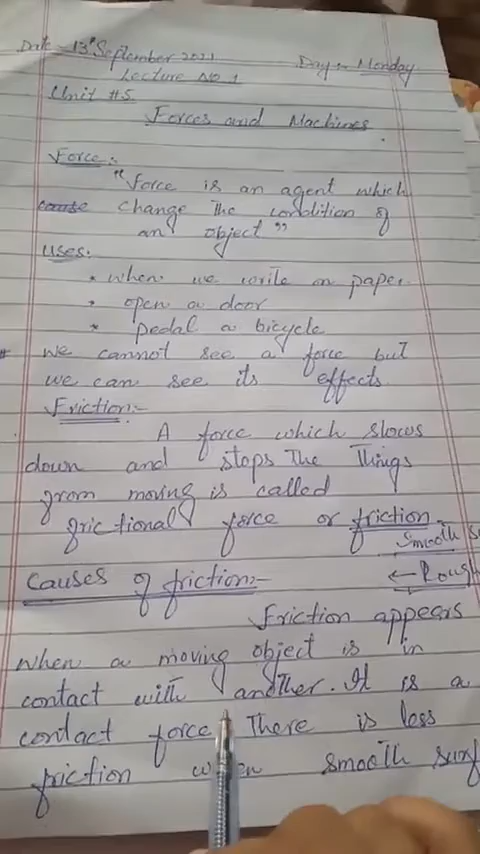 Date - 13th September 2021
Day - Monday
Lecture No 1
Unit #5
Forces and Machines
Force:-
"Force is an agent which
change The condition of
an object"
Uses.
• when we write on paper.
• open a door
• pedal a bicycle
we cannot see a force but
we can see its effects.
Friction:-
A force which slows
down and stops The Things
from moving is called
frictional force or friction.
Smooth
Causes of friction:-
← Rough
Friction appears
when a moving object is in
contact with another. It is a
contact force. There is less
friction when smooth surf